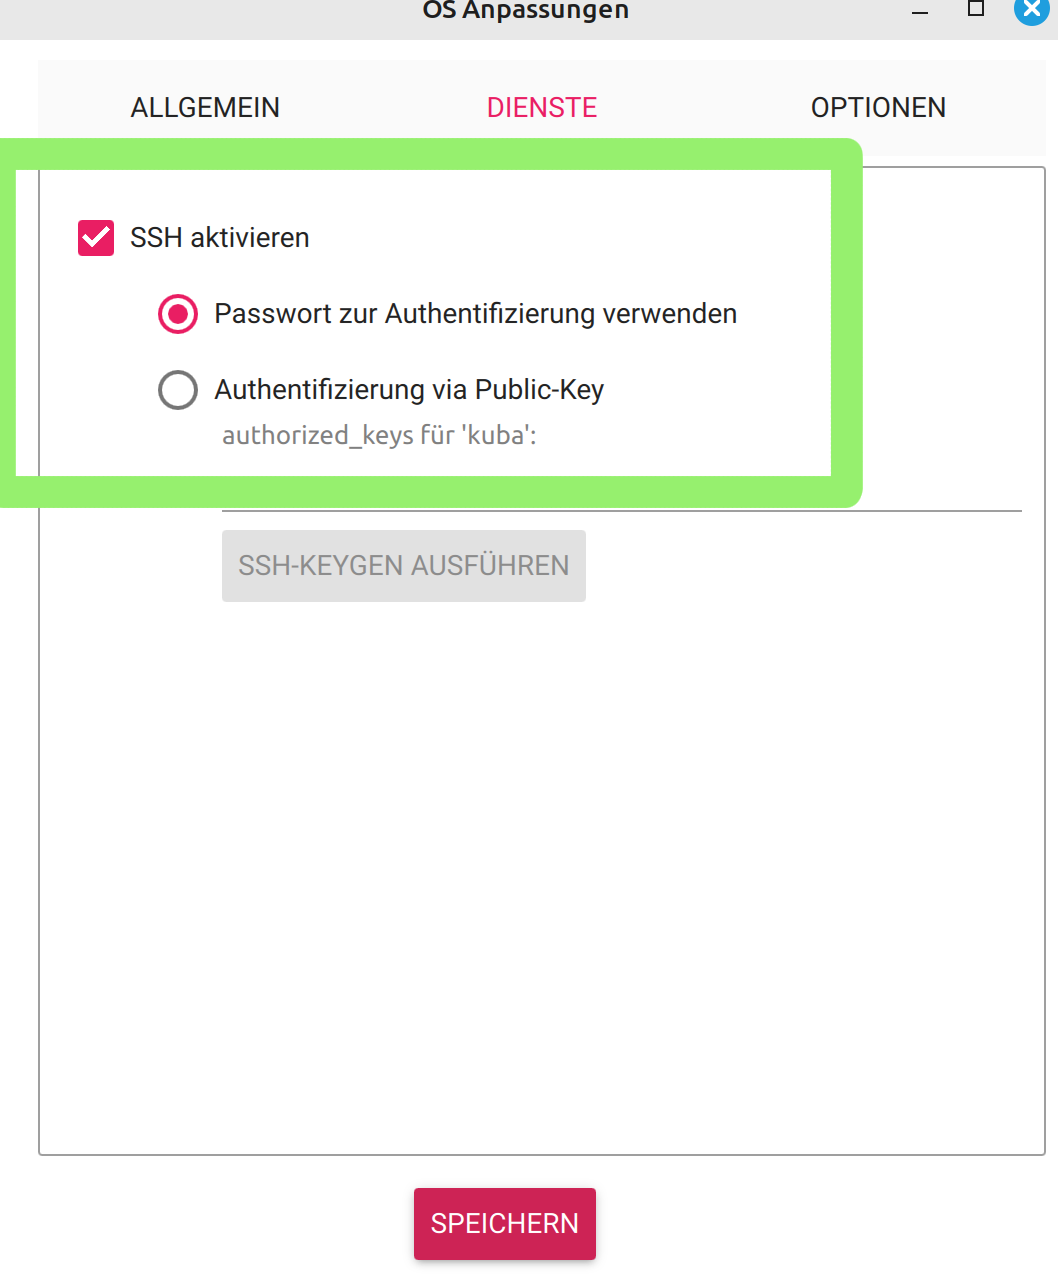 OS Anpassungen
ALLGEMEIN DIENSTE OPTIONEN
SSH aktivieren
Passwort zur Authentifizierung verwenden
Authentifizierung via Public-Key
authorized_keys für 'kuba':
SSH-KEYGEN AUSFÜHREN
SPEICHERN